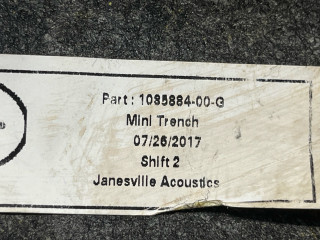 Part : 1085884-00-G
Mini Trench
07/26/2017
Shift 2
Janesville Acoustics
®